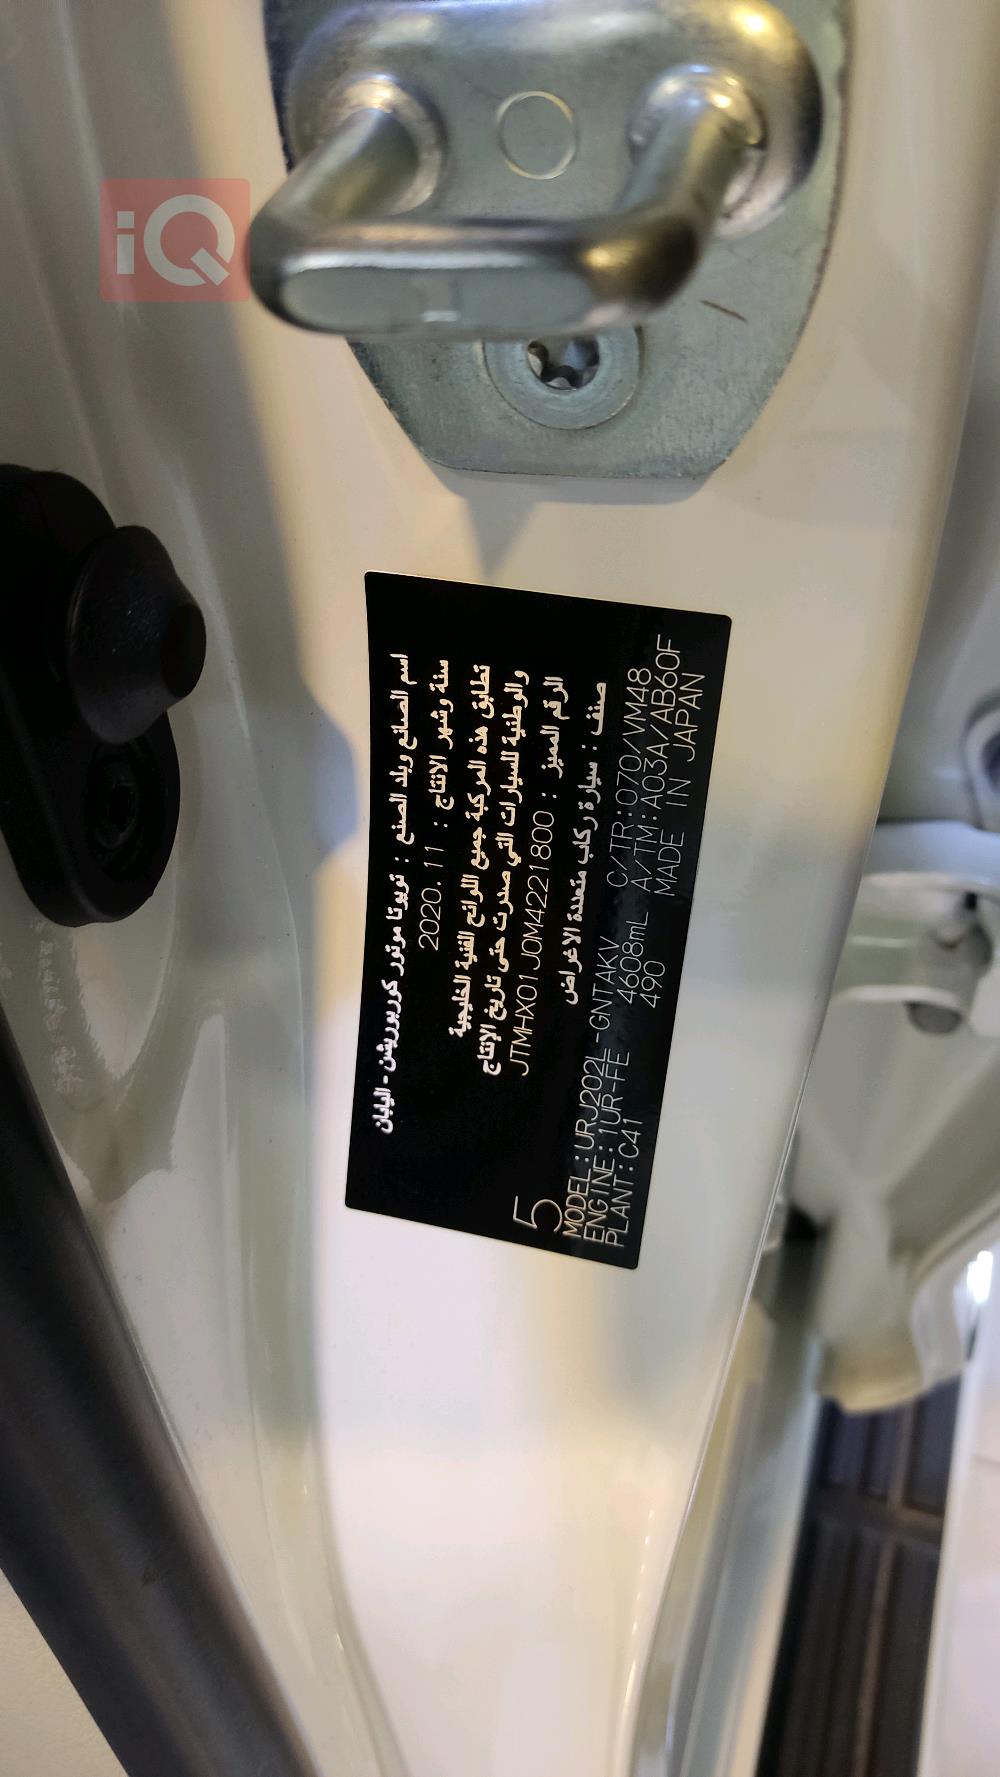 iQ
اسم الصانع وبلد الصنع : تويوتا موتور كوربوريشن - اليابان
سنة وشهر الانتاج : 2020.11
تطابق هذه المركبة جميع اللوائح الفنية الخليجية
والوطنية للسيارات التي صدرت حتى تاريخ الإنتاج
الرقم المميز : JTMHX01J0M4221800
صنف : سيارة ركاب متعددة الاغراض
5
MODEL:URJ202L-GNTAKV C/TR:070/VM48
ENGINE:1UR-FE 4608mL A/TM:A03A/AB60F
PLANT:C41 490 MADE IN JAPAN